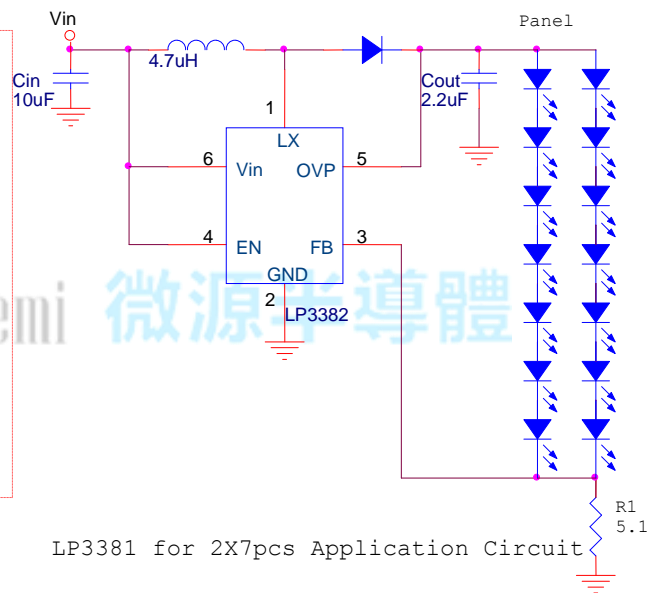 Vin
Panel
4.7uH
Cin
10uF
Cout
2.2uF
1
LX
6
Vin
OVP
5
4
EN
FB
3
GND
2
LP3382
emi 微源半導體
R1
5.1
LP3381 for 2X7pcs Application Circuit